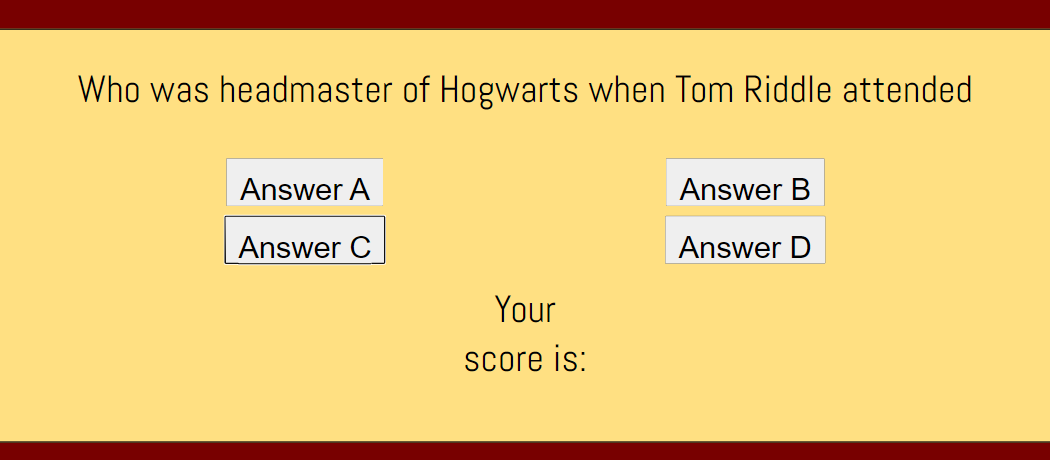 Who was headmaster of Hogwarts when Tom Riddle attended
Answer A
Answer B
Answer C
Answer D
Your
score is: